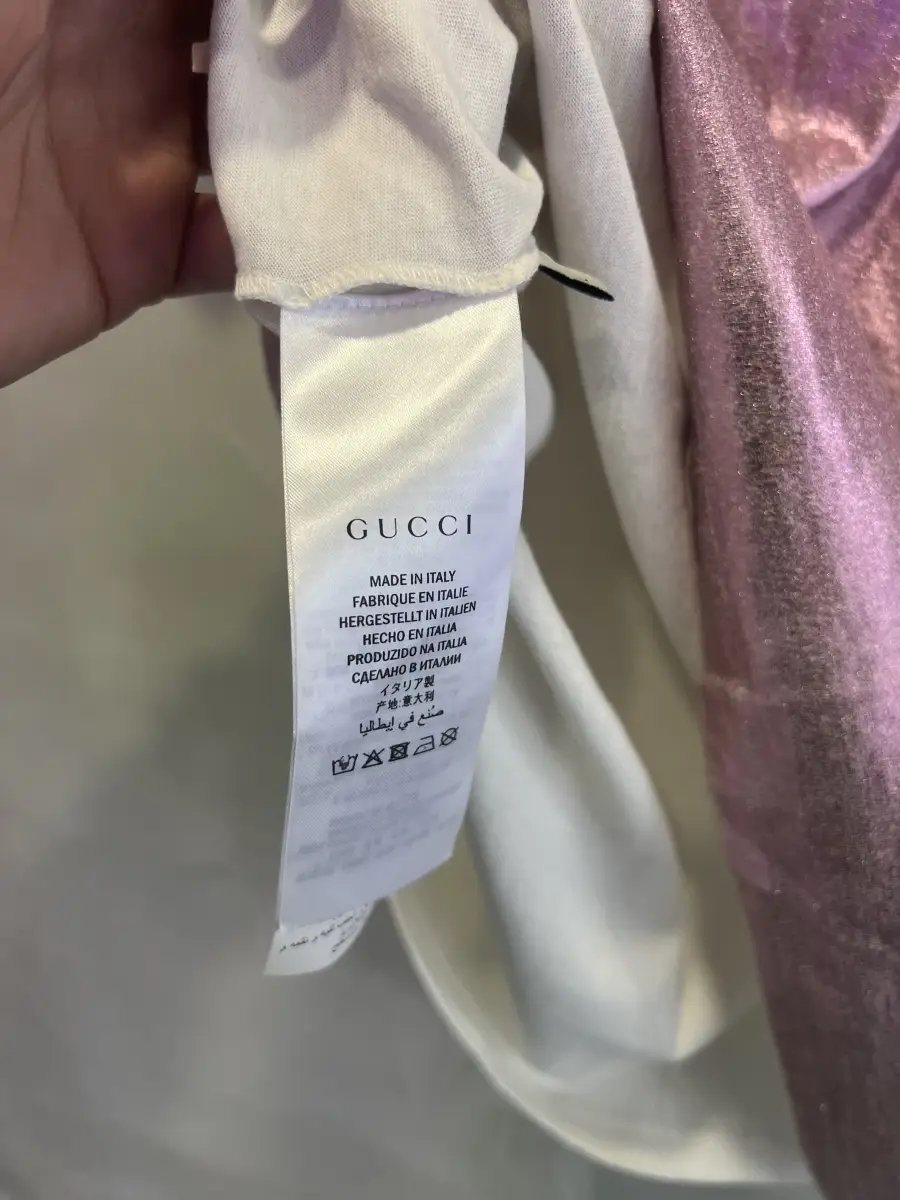 GUCCI
MADE IN ITALY
FABRIQUE EN ITALIE
HERGESTELLT IN ITALIEN
HECHO EN ITALIA
PRODUZIDO NA ITALIA
СДЕЛАНО В ИТАЛИИ
イタリア製
产地:意大利
صُنع في إيطاليا